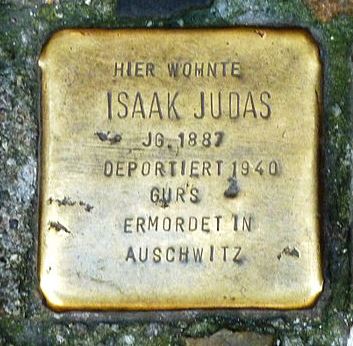 HIER WOHNTE
ISAAK JUDAS
JG. 1887
DEPORTIERT 1940
GURS
ERMORDET IN
AUSCHWITZ